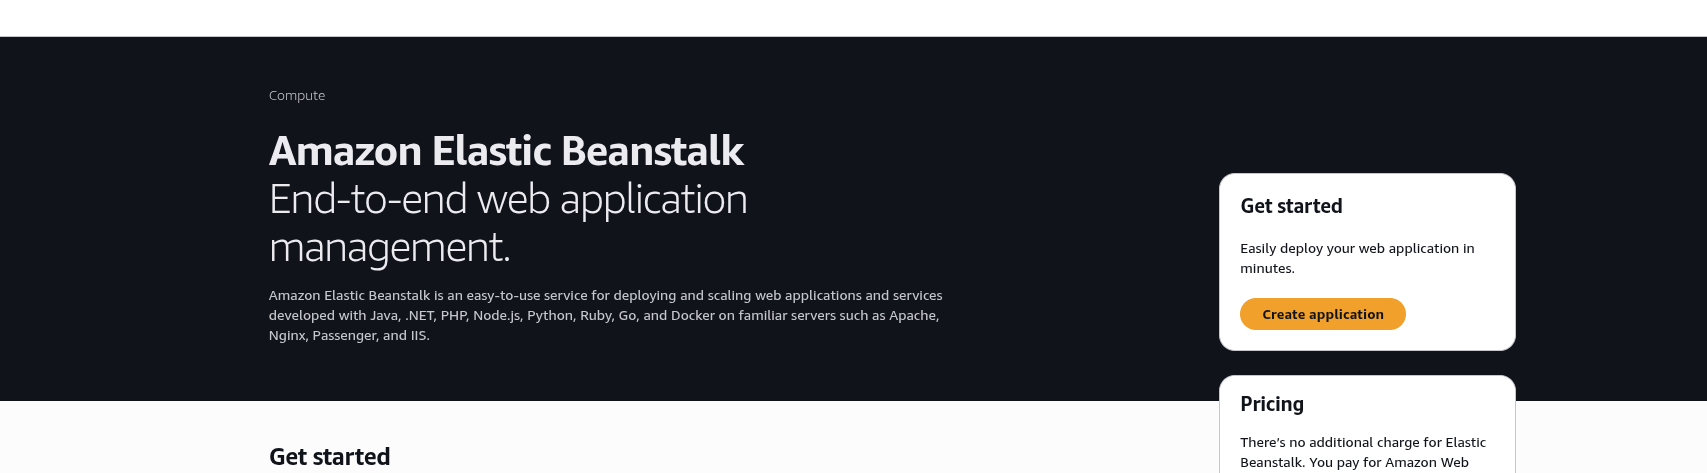 Compute
Amazon Elastic Beanstalk
End-to-end web application
management.
Amazon Elastic Beanstalk is an easy-to-use service for deploying and scaling web applications and services
developed with Java, .NET, PHP, Node.js, Python, Ruby, Go, and Docker on familiar servers such as Apache,
Nginx, Passenger, and IIS.
Get started
Easily deploy your web application in
minutes.
Create application
Pricing
There’s no additional charge for Elastic
Beanstalk. You pay for Amazon Web
Get started